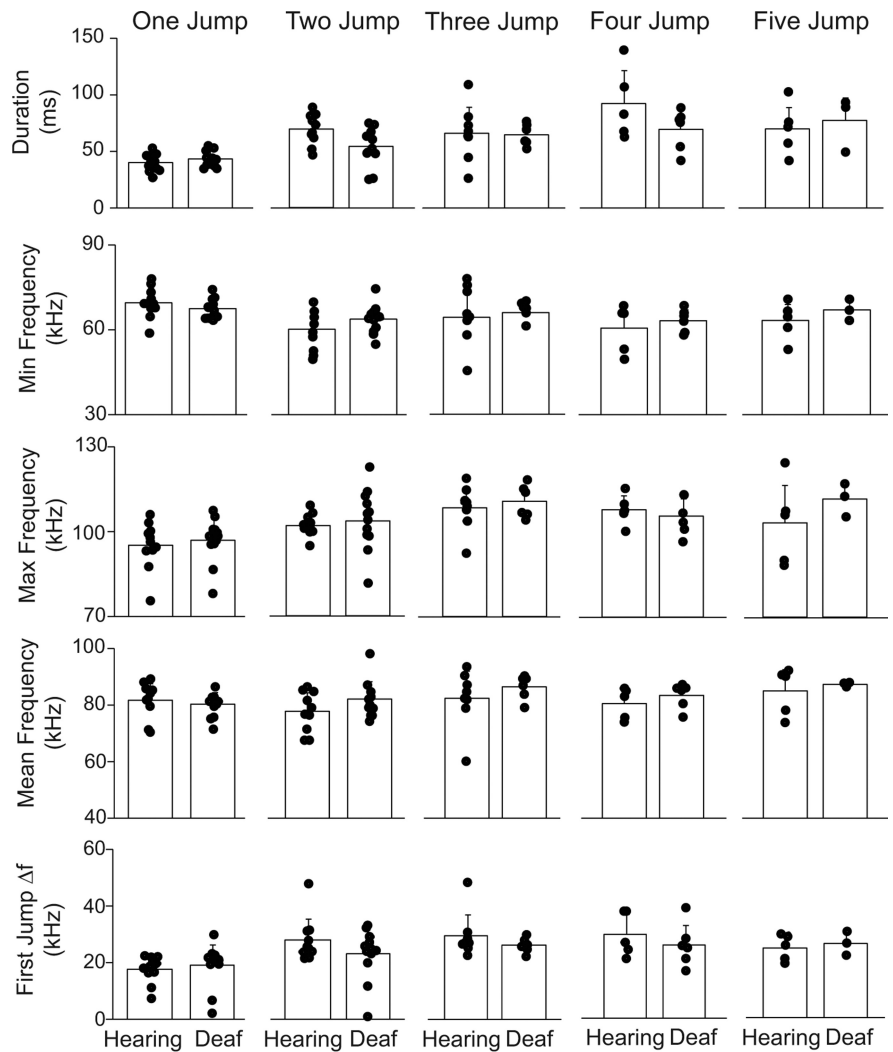 One Jump Two Jump Three Jump Four Jump Five Jump
Duration
(ms)
150
100
50
0
Min Frequency
(kHz)
90
60
30
Max Frequency
(kHz)
130
100
70
Mean Frequency
(kHz)
100
80
60
40
First Jump Δf
(kHz)
60
40
20
0
Hearing Deaf Hearing Deaf Hearing Deaf Hearing Deaf Hearing Deaf